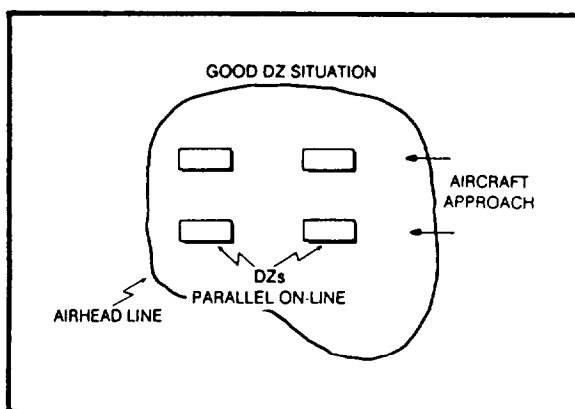 GOOD DZ SITUATION
AIRCRAFT
APPROACH
DZs
PARALLEL ON-LINE
AIRHEAD LINE